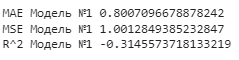 MAE Модель №1 0.8007096678878242
MSE Модель №1 1.0012849385232847
R^2 Модель №1 -0.3145573718133219